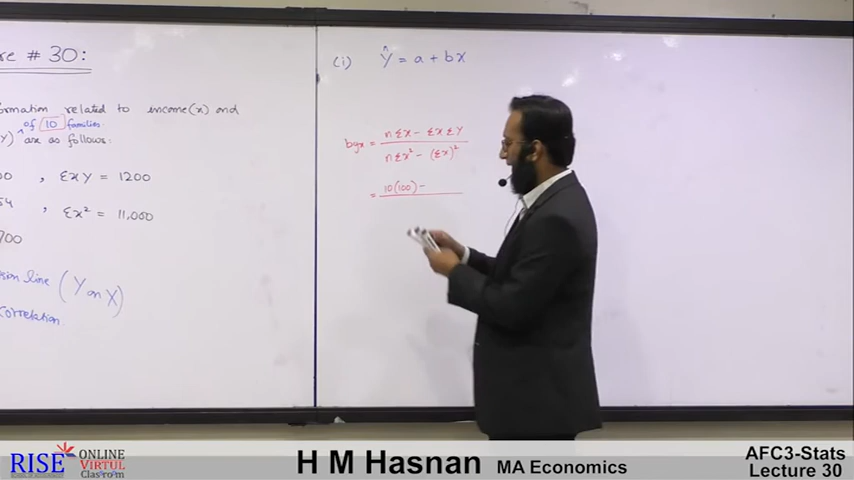 re # 30:
ormation related to income(x) and
of 10 families
Y) are as follows:
00 , ΣXY = 1200
54 , Σx² = 11,000
700
sion line (Y on X)
Correlation
(i) Ŷ = a + bx
byx = nΣX - ΣXΣY / nΣx² - (Σx)²
= 10(100) -
RISE ONLINE VIRTUL Classroom
H M Hasnan MA Economics
AFC3-Stats
Lecture 30